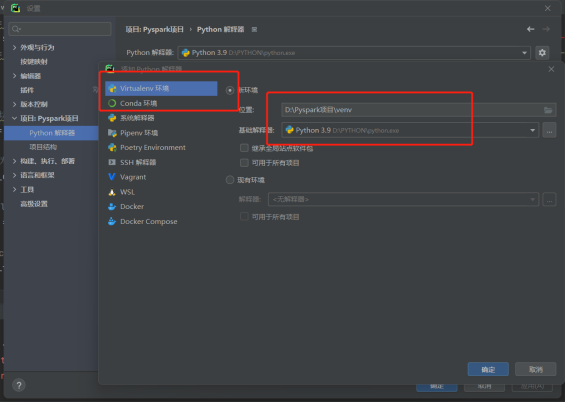 设置
项目: Pyspark项目 › Python 解释器
外观与行为
按键映射
编辑器
插件
版本控制
项目: Pyspark项目
Python 解释器
项目结构
构建、执行、部署
语言和框架
工具
高级设置
Python 解释器: Python 3.9 D:\PYTHON\python.exe
添加 Python 解释器
Virtualenv 环境
Conda 环境
系统解释器
Pipenv 环境
Poetry Environment
SSH 解释器
Vagrant
WSL
Docker
Docker Compose
新环境
位置: D:\Pyspark项目\venv
基础解释器: Python 3.9 D:\PYTHON\python.exe
继承全局站点软件包
可用于所有项目
现有环境
解释器: <无解释器>
可用于所有项目
确定 取消
?
确定 取消